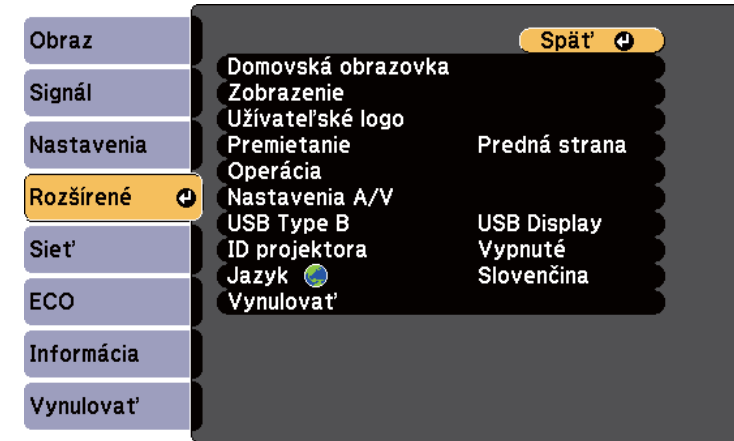 Obraz
Signál
Nastavenia
Rozšírené
Sieť
ECO
Informácia
Vynulovať
Späť
Domovská obrazovka
Zobrazenie
Užívateľské logo
Premietanie Predná strana
Operácia
Nastavenia A/V
USB Type B USB Display
ID projektora Vypnuté
Jazyk Slovenčina
Vynulovať